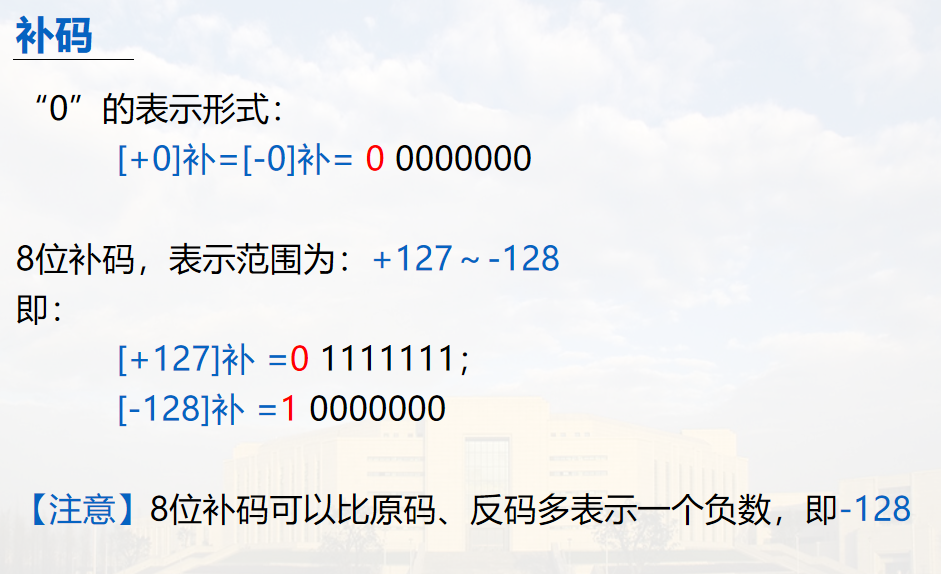 补码
“0”的表示形式：
[+0]补=[-0]补= 0 0000000
8位补码，表示范围为：+127～-128
即：
[+127]补 =0 1111111；
[-128]补 =1 0000000
【注意】8位补码可以比原码、反码多表示一个负数，即-128